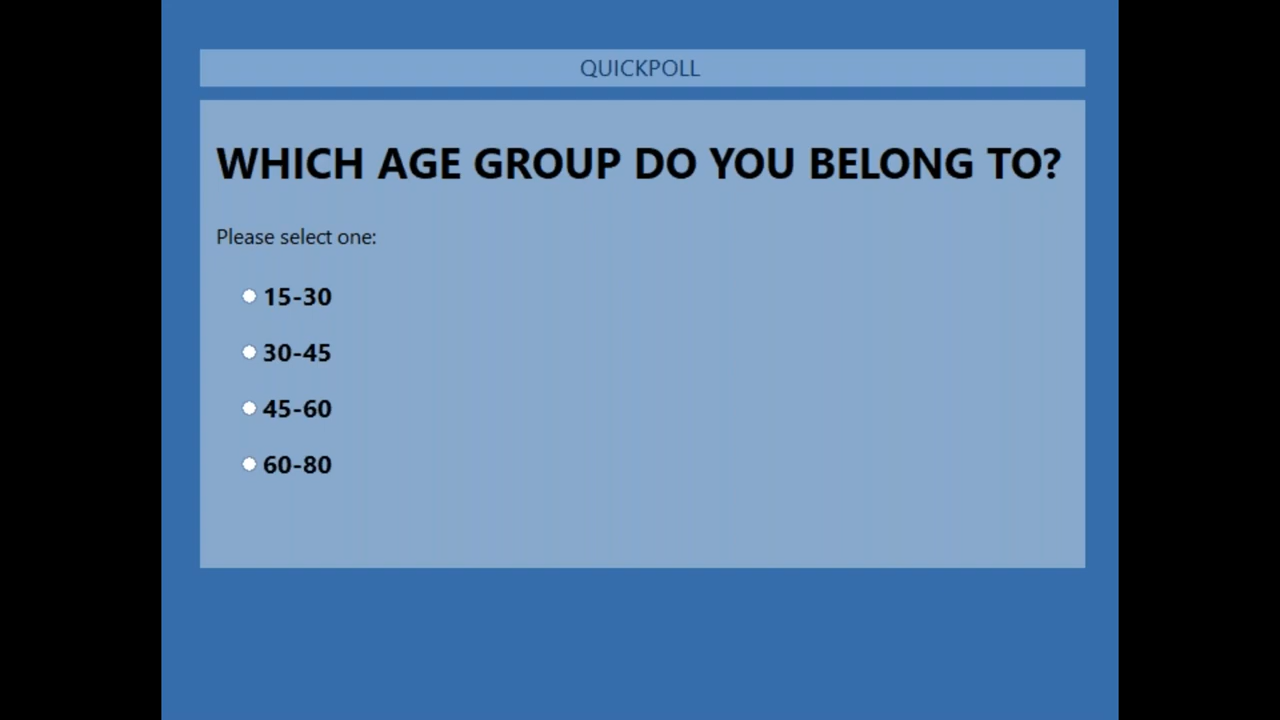 QUICKPOLL
WHICH AGE GROUP DO YOU BELONG TO?
Please select one:
15-30
30-45
45-60
60-80